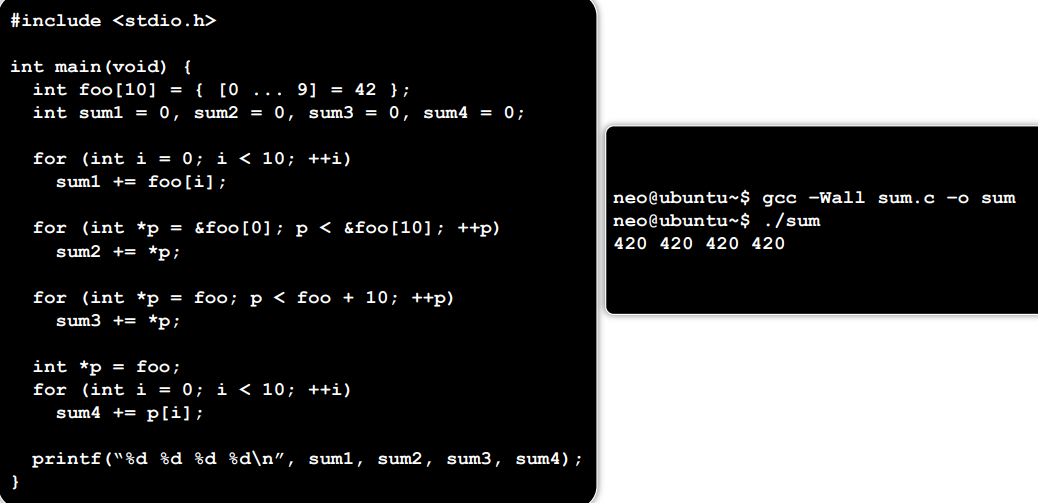 #include <stdio.h>
int main(void) {
  int foo[10] = { [0 ... 9] = 42 };
  int sum1 = 0, sum2 = 0, sum3 = 0, sum4 = 0;
  for (int i = 0; i < 10; ++i)
    sum1 += foo[i];
  for (int *p = &foo[0]; p < &foo[10]; ++p)
    sum2 += *p;
  for (int *p = foo; p < foo + 10; ++p)
    sum3 += *p;
  int *p = foo;
  for (int i = 0; i < 10; ++i)
    sum4 += p[i];
  printf(“%d %d %d %d\n”, sum1, sum2, sum3, sum4);
}
neo@ubuntu~$ gcc –Wall sum.c –o sum
neo@ubuntu~$ ./sum
420 420 420 420